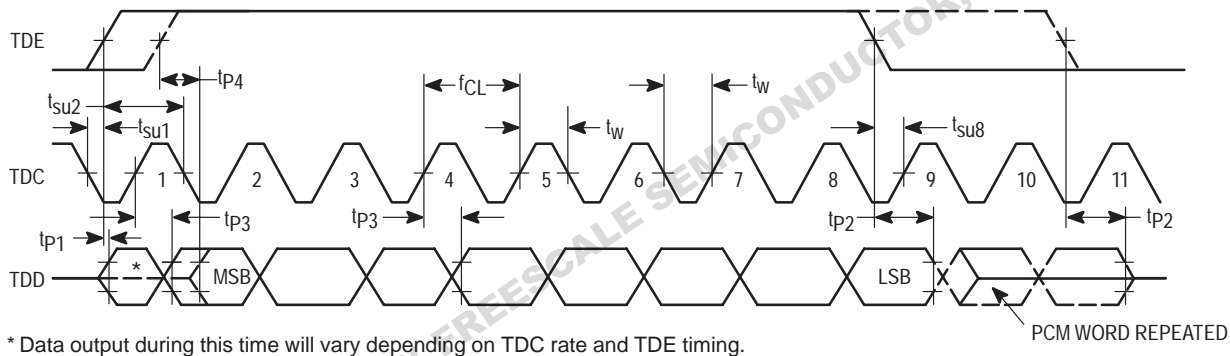 TDE
tP4
fCL
tw
tsu2
tsu1
tw
tsu8
TDC
1 2 3 4 5 6 7 8 9 10 11
tP3
tP3
tP2
tP2
tP1
TDD
*
MSB
LSB
PCM WORD REPEATED
FREESCALE SEMICONDUCTOR,
* Data output during this time will vary depending on TDC rate and TDE timing.